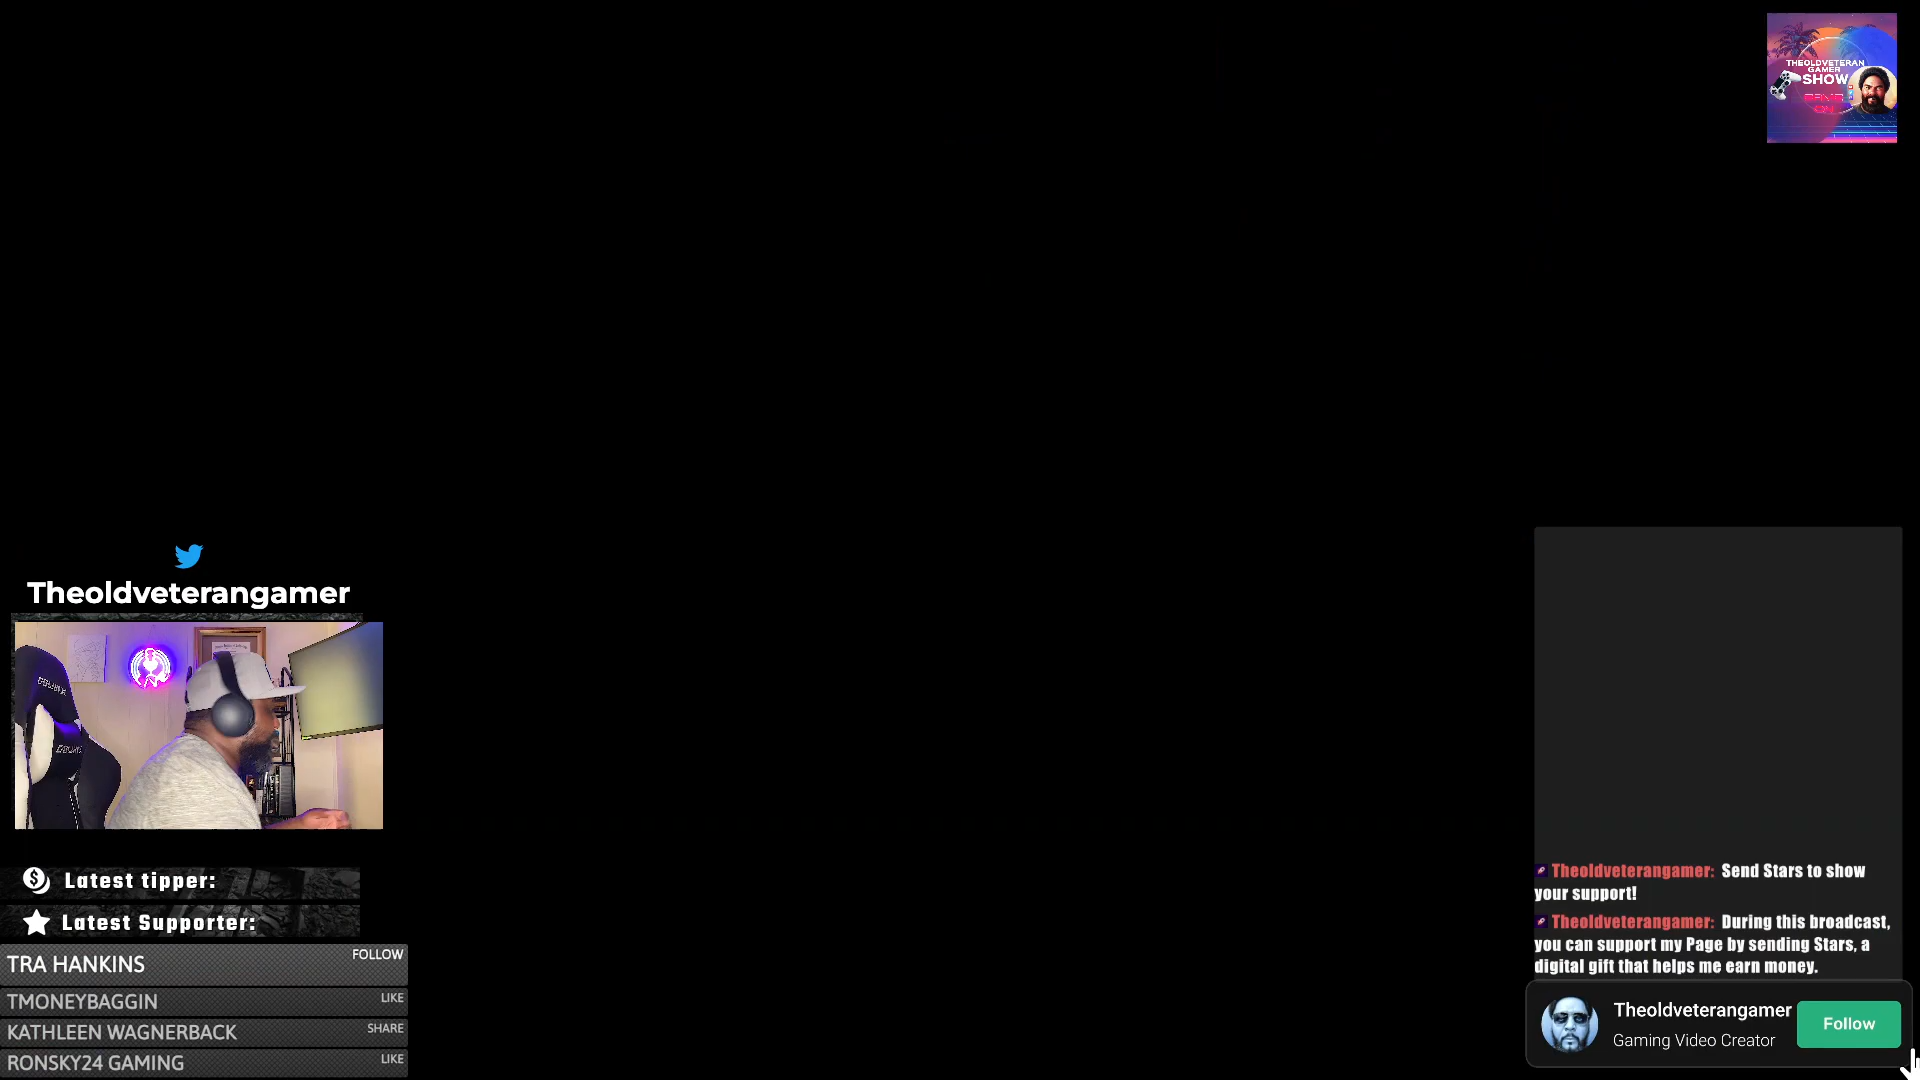 THEOLDVETERAN
GAMER
SHOW
Theoldveterangamer
Latest tipper:
Latest Supporter:
TRA HANKINS
FOLLOW
TMONEYBAGGIN
LIKE
KATHLEEN WAGNERBACK
SHARE
RONSKY24 GAMING
LIKE
Theoldveterangamer: Send Stars to show
your support!
Theoldveterangamer: During this broadcast,
you can support my Page by sending Stars, a
digital gift that helps me earn money.
Theoldveterangamer
Gaming Video Creator
Follow